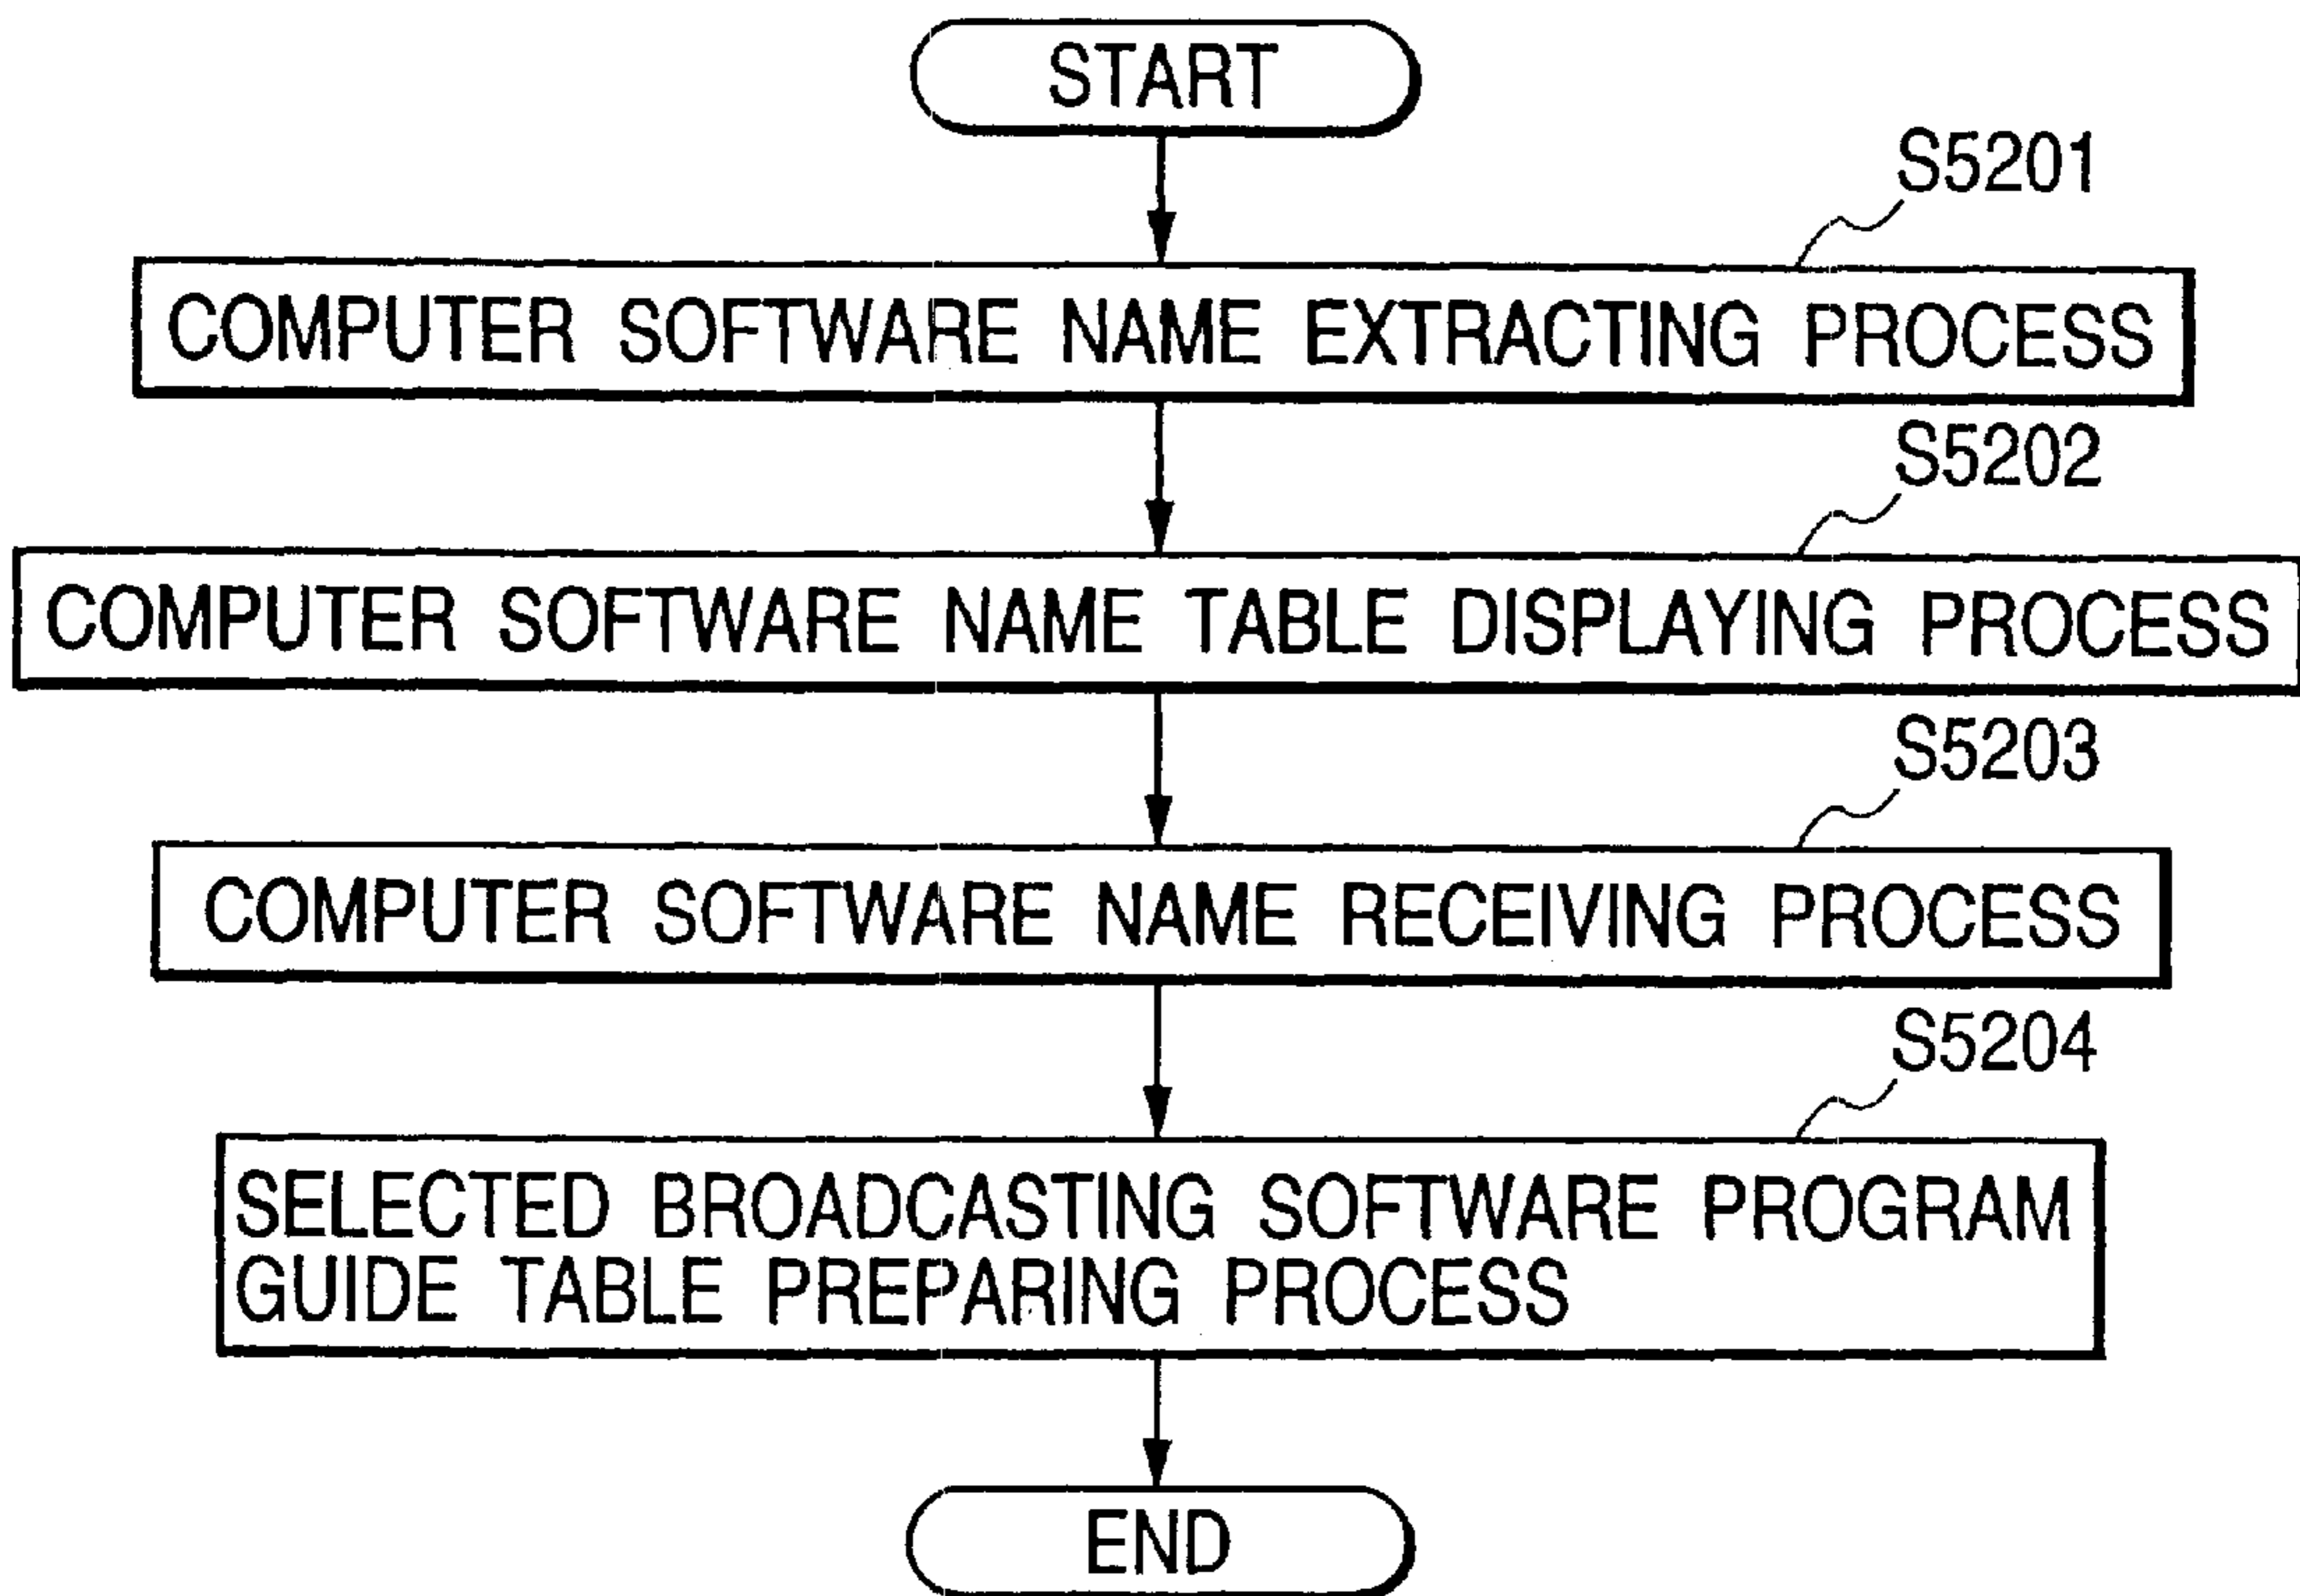 START
S5201
COMPUTER SOFTWARE NAME EXTRACTING PROCESS
S5202
COMPUTER SOFTWARE NAME TABLE DISPLAYING PROCESS
S5203
COMPUTER SOFTWARE NAME RECEIVING PROCESS
S5204
SELECTED BROADCASTING SOFTWARE PROGRAM
GUIDE TABLE PREPARING PROCESS
END